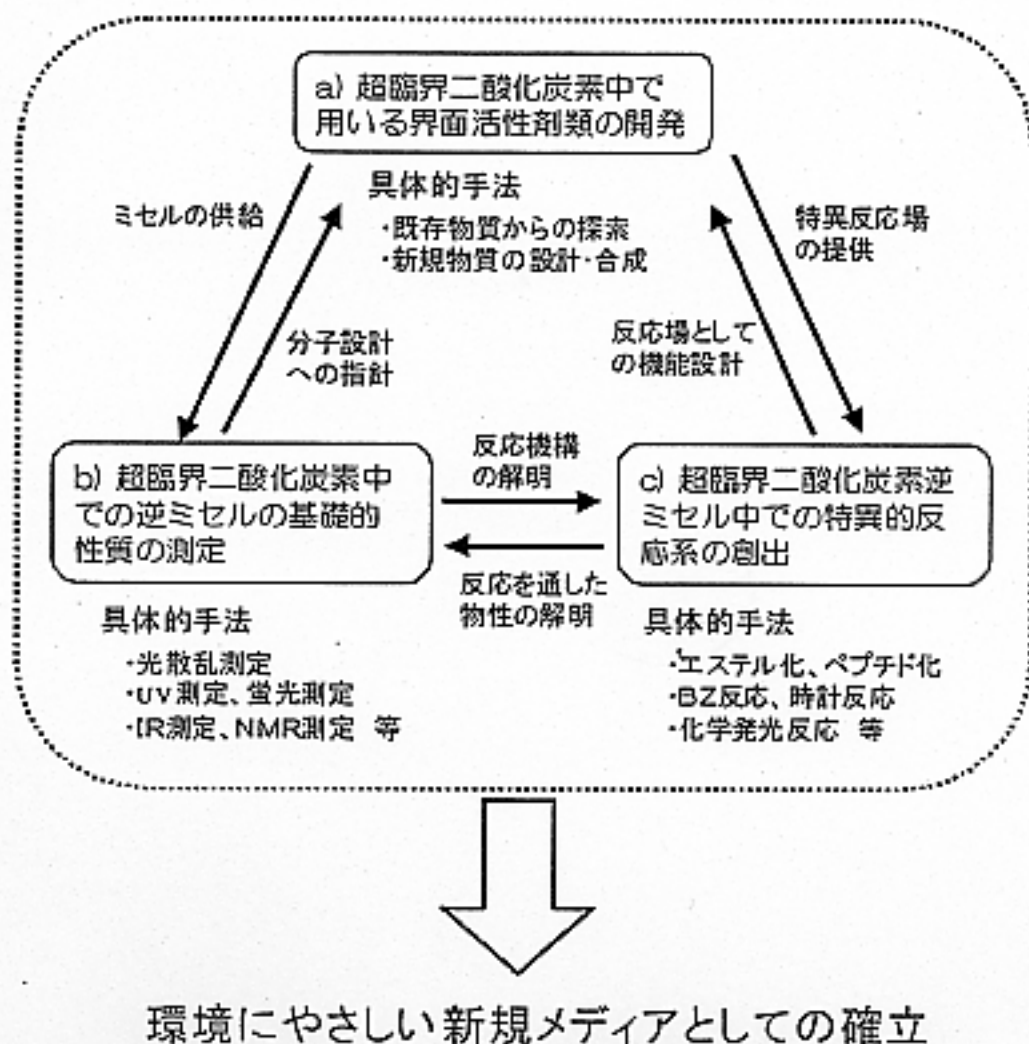 a) 超臨界二酸化炭素中で
用いる界面活性剤類の開発
具体的手法
・既存物質からの探索
・新規物質の設計・合成
ミセルの供給
特異反応場
の提供
分子設計
への指針
反応場として
の機能設計
b) 超臨界二酸化炭素中
での逆ミセルの基礎的
性質の測定
反応機構
の解明
反応を通した
物性の解明
c) 超臨界二酸化炭素逆
ミセル中での特異的反
応系の創出
具体的手法
・光散乱測定
・UV測定、蛍光測定
・IR測定、NMR測定 等
具体的手法
・エステル化、ペプチド化
・BZ反応、時計反応
・化学発光反応 等
環境にやさしい新規メディアとしての確立